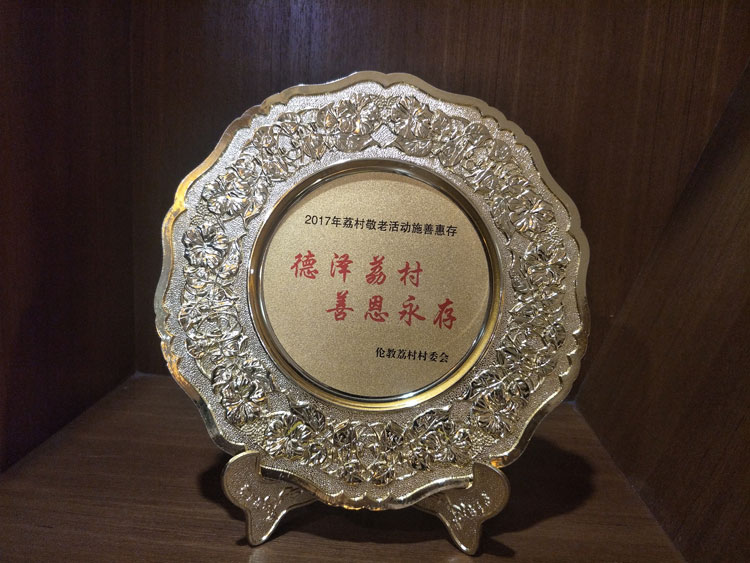 2017年荔村敬老活动施善惠存
德泽荔村
善恩永存
伦教荔村村委会